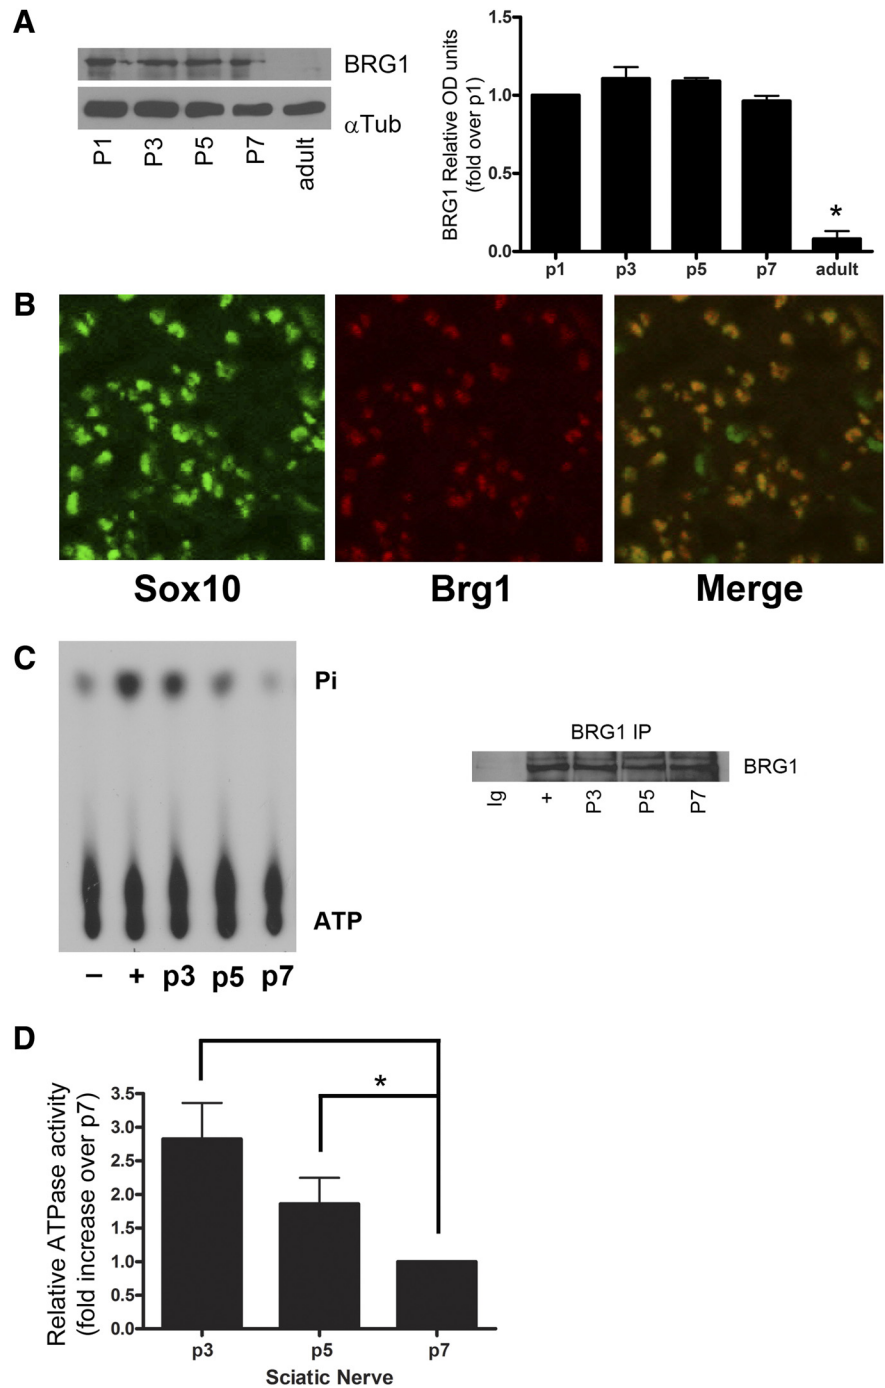 A
BRG1
αTub
P1
P3
P5
P7
adult
BRG1 Relative OD units
(fold over p1)
1.5
1.0
0.5
0.0
*
p1
p3
p5
p7
adult
B
Sox10
Brg1
Merge
C
Pi
ATP
–
+
p3
p5
p7
BRG1 IP
BRG1
Ig
+
P3
P5
P7
D
Relative ATPase activity
(fold increase over p7)
3.5
3.0
2.5
2.0
1.5
1.0
0.5
0.0
*
p3
p5
p7
Sciatic Nerve